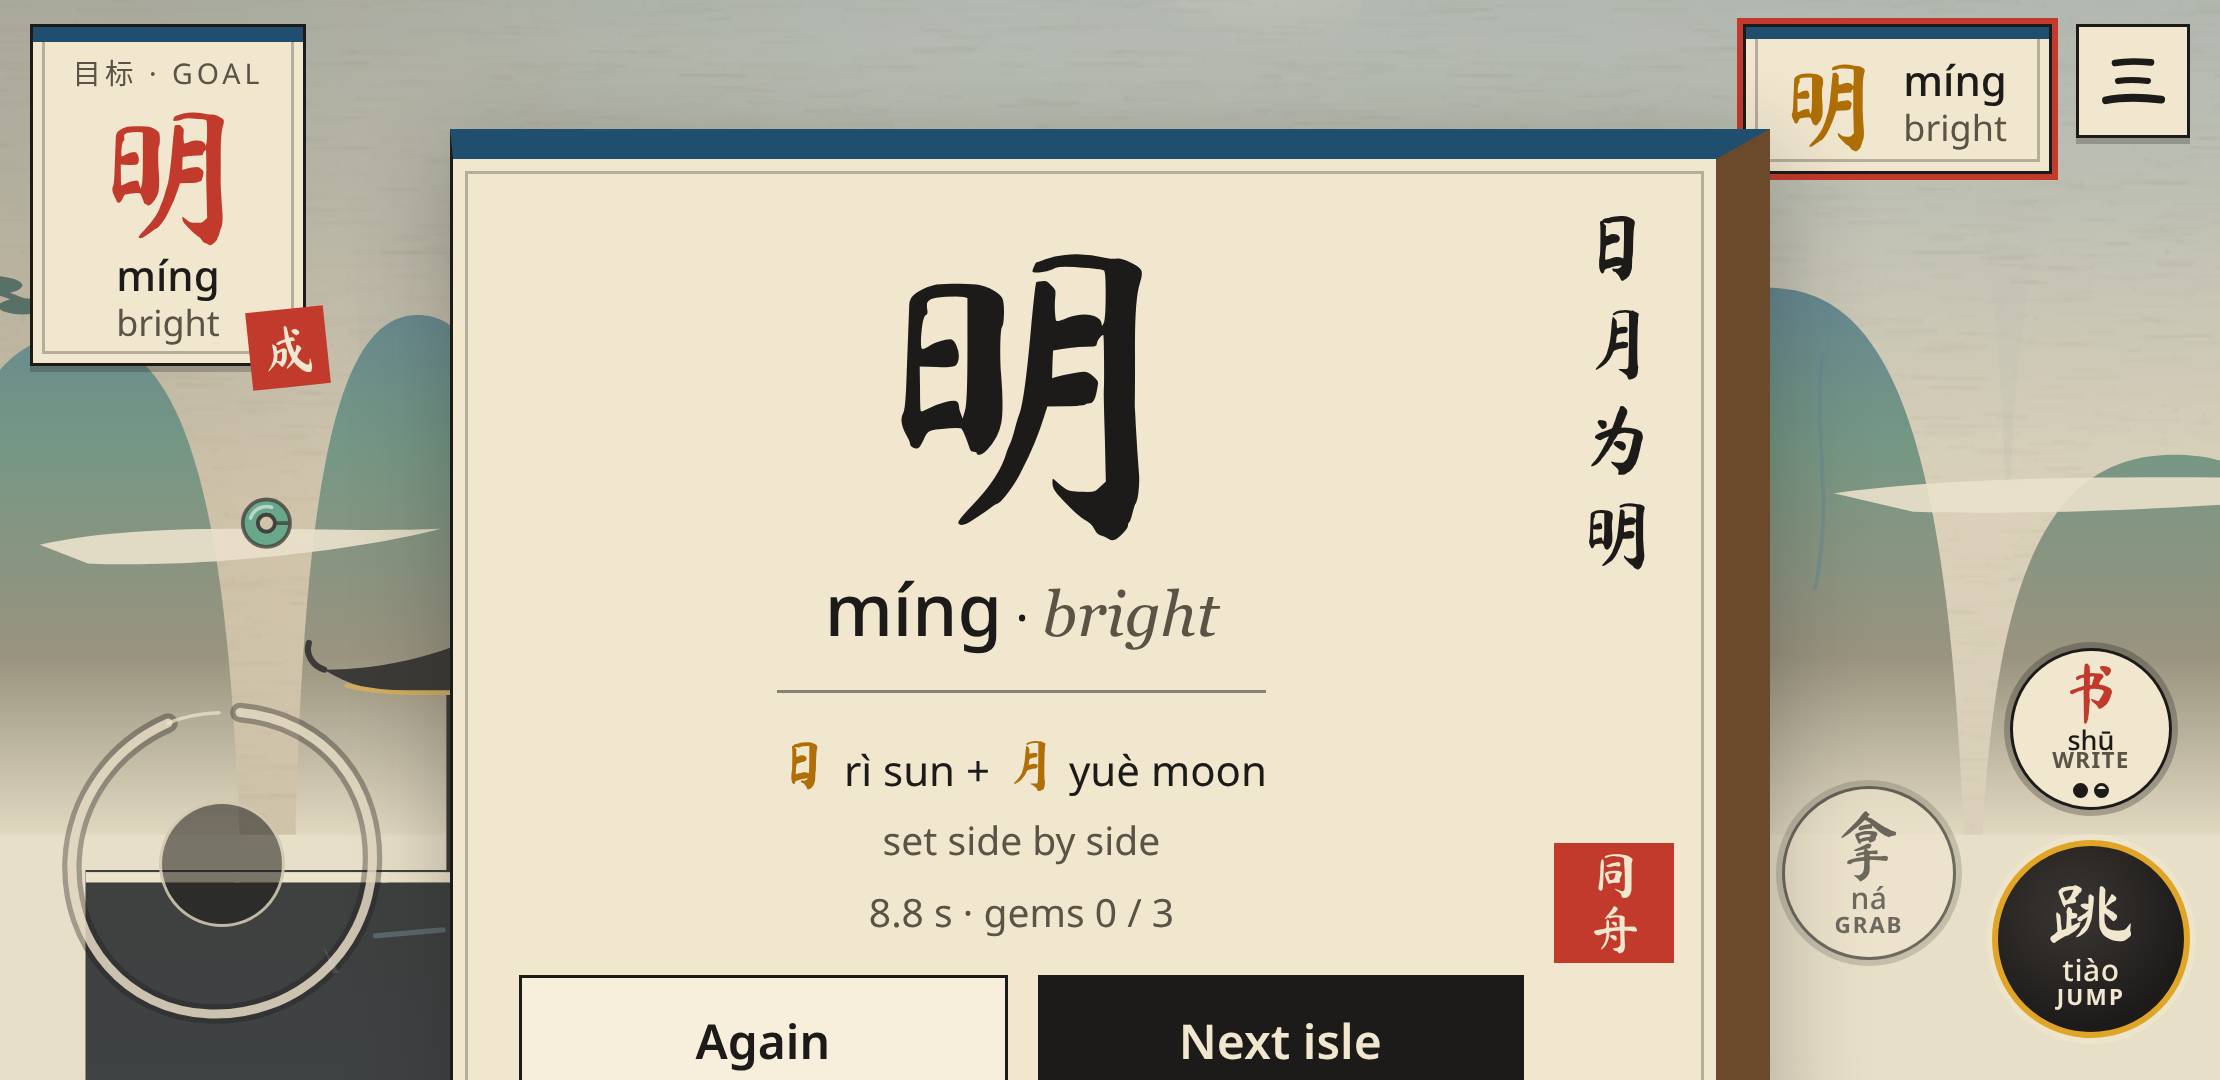 目标 · GOAL
明
míng
bright
成
明
míng
bright
三
明
míng · bright
日 rì sun + 月 yuè moon
set side by side
8.8 s · gems 0 / 3
日月为明
同舟
Again
Next isle
书
shū
WRITE
拿
ná
GRAB
跳
tiào
JUMP